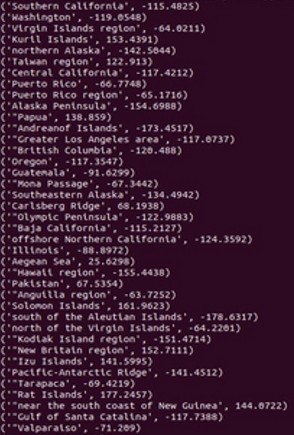 ('Southern California', -115.4825)
('Washington', -119.0548)
('Virgin Islands region', -64.0211)
('Kuril Islands', 153.4391)
('northern Alaska', -142.5044)
('Taiwan region', 122.913)
('Central California', -117.4212)
('Puerto Rico', -66.7748)
('Puerto Rico region', -65.1716)
('Alaska Peninsula', -154.6988)
('"Papua', 138.859)
('"Andreanof Islands', -173.4517)
('"Greater Los Angeles area', -117.0737)
('"British Columbia', -120.488)
('Oregon', -117.3547)
('Guatemala', -91.6299)
('"Mona Passage', -67.3442)
('Southeastern Alaska', -134.4942)
('Carlsberg Ridge', 68.1938)
('"Olympic Peninsula', -122.9883)
('"Baja California', -115.2127)
('offshore Northern California', -124.3592)
('Illinois', -88.8972)
('Aegean Sea', 25.6298)
('"Hawaii region', -155.4438)
('Pakistan', 67.5354)
('"Anguilla region', -63.7252)
('Solomon Islands', 161.9623)
('south of the Aleutian Islands', -178.6317)
('north of the Virgin Islands', -64.2201)
('"Kodiak Island region', -151.4714)
('"New Britain region', 152.7111)
('"Izu Islands', 141.5995)
('Pacific-Antarctic Ridge', -141.4512)
('"Tarapaca', -69.4219)
('"Rat Islands', 177.2457)
('"near the south coast of New Guinea', 144.0722)
('"Gulf of Santa Catalina', -117.7388)
('"Valparaiso', -71.209)